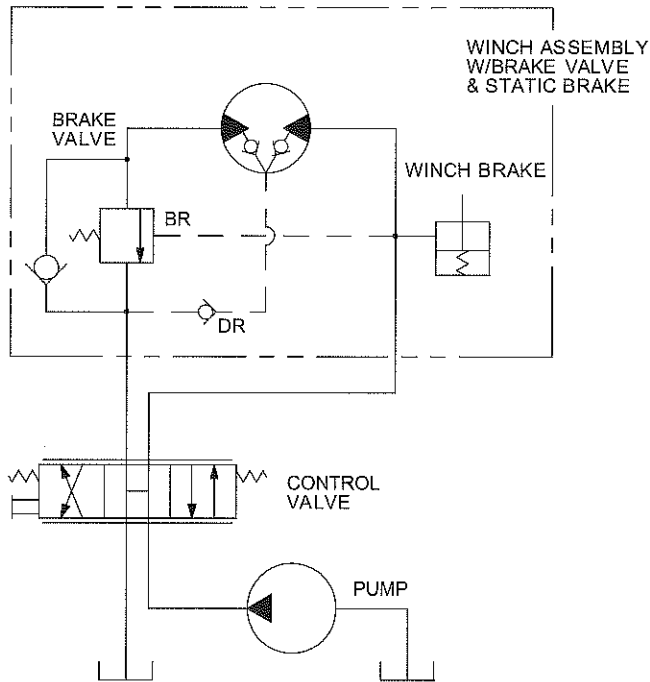 WINCH ASSEMBLY
W/BRAKE VALVE
& STATIC BRAKE
BRAKE
VALVE
WINCH BRAKE
BR
DR
CONTROL
VALVE
PUMP